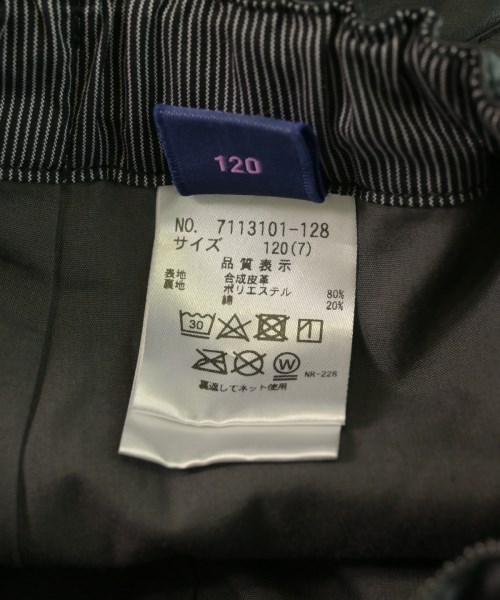 120
NO. 7113101-128
サイズ 120(7)
品質表示
表地 合成皮革
裏地 ポリエステル 80%
綿 20%
30
NR-228
裏返してネット使用